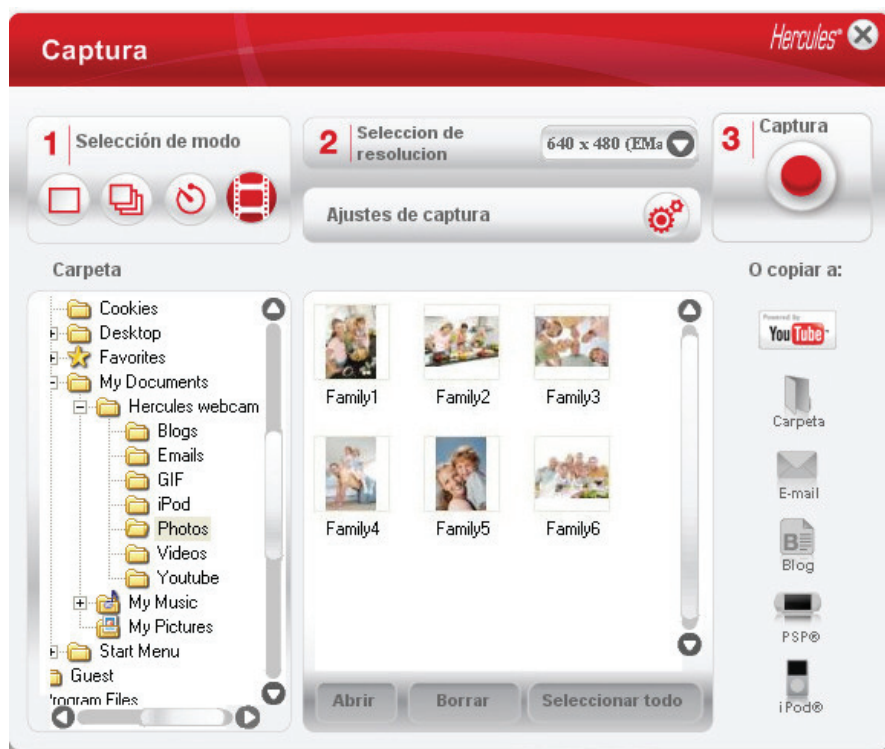 Captura
Hercules®
1 Selección de modo
2 Seleccion de
resolucion
640 x 480 (EMa
3 Captura
Ajustes de captura
Carpeta
O copiar a:
Cookies
Desktop
Favorites
My Documents
Hercules webcam
Blogs
Emails
GIF
iPod
Photos
Videos
Youtube
My Music
My Pictures
Start Menu
Guest
rogram Files
Family1
Family2
Family3
Family4
Family5
Family6
Abrir
Borrar
Seleccionar todo
Powered by
YouTube
Carpeta
E-mail
B
Blog
PSP®
iPod®